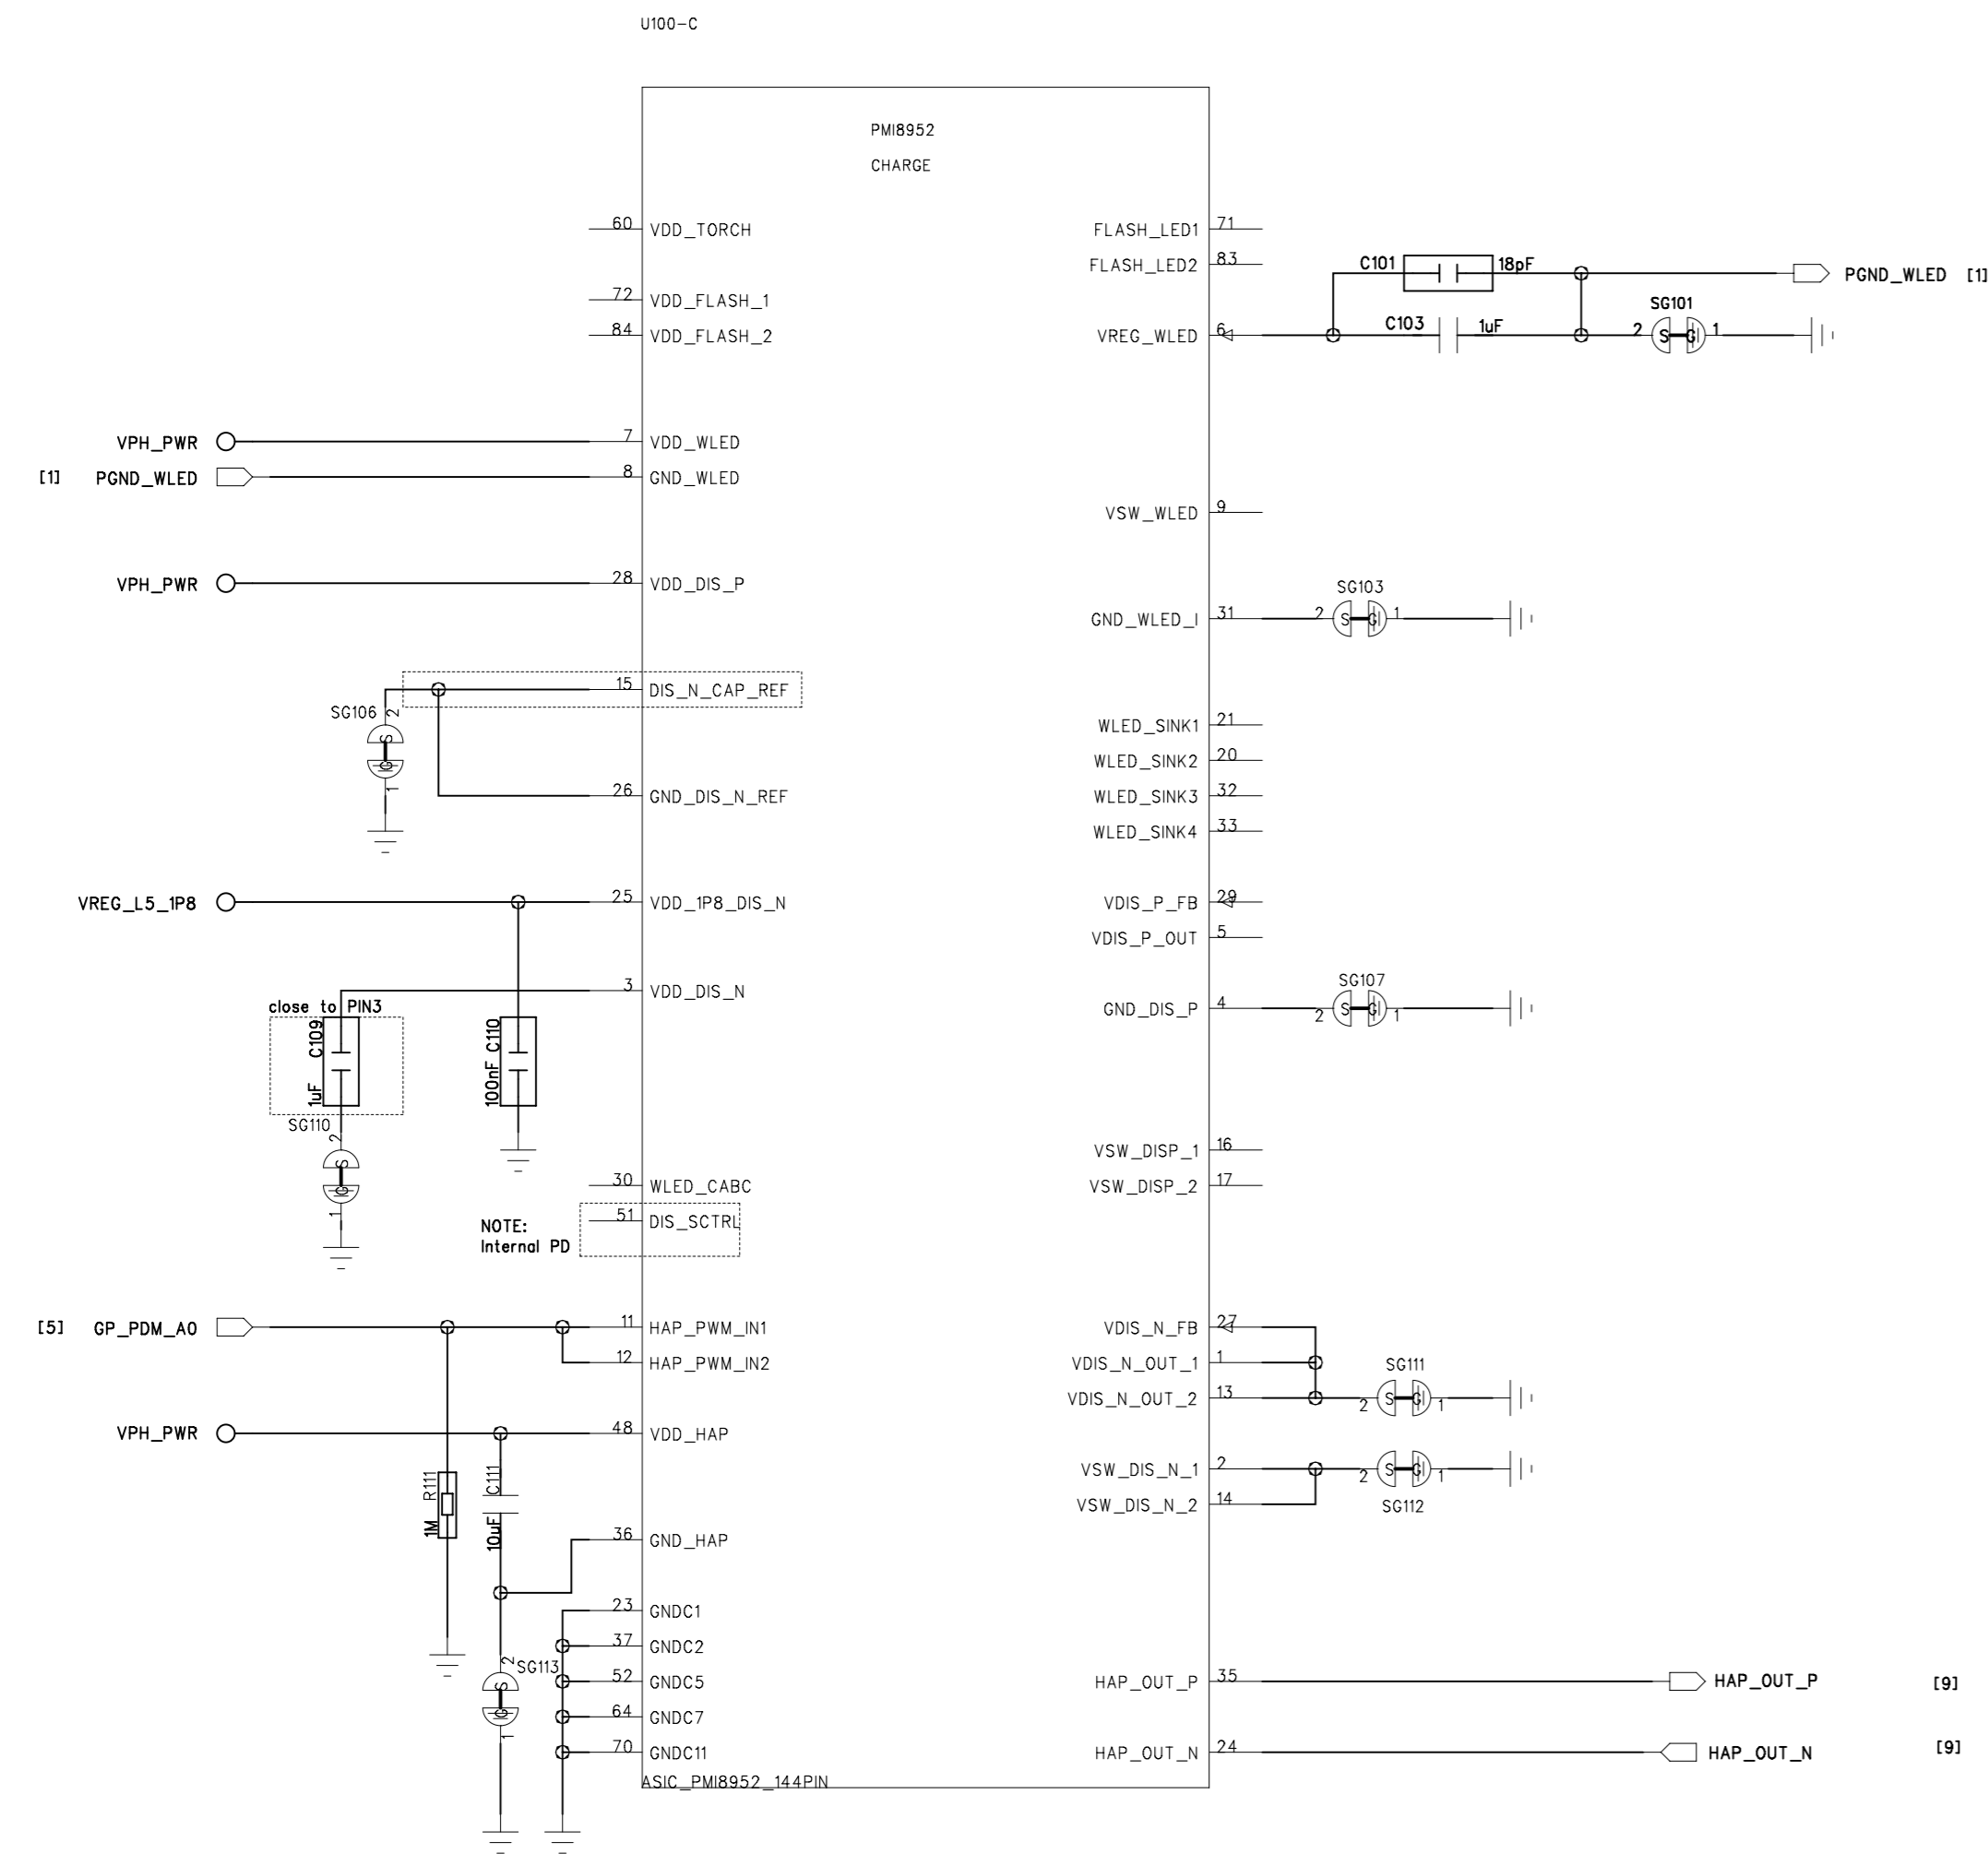 U100-C
PMI8952
CHARGE
60 VDD_TORCH
FLASH_LED1 71
FLASH_LED2 83
C101 18pF
PGND_WLED [1]
72 VDD_FLASH_1
84 VDD_FLASH_2
VREG_WLED 6
C103 1uF
SG101
2 S G 1
VPH_PWR 7 VDD_WLED
[1] PGND_WLED 8 GND_WLED
VSW_WLED 9
VPH_PWR 28 VDD_DIS_P
SG103
GND_WLED_I 31 2 S G 1
15 DIS_N_CAP_REF
SG106 2
S
G
1
WLED_SINK1 21
WLED_SINK2 20
26 GND_DIS_N_REF
WLED_SINK3 32
WLED_SINK4 33
VREG_L5_1P8 25 VDD_1P8_DIS_N
VDIS_P_FB 29
VDIS_P_OUT 5
3 VDD_DIS_N
close to PIN3
SG107
GND_DIS_P 4 2 S G 1
1uF C109
100nF C110
SG110 2
S
G
1
VSW_DISP_1 16
30 WLED_CABC
VSW_DISP_2 17
51 DIS_SCTRL
NOTE:
Internal PD
[5] GP_PDM_A0 11 HAP_PWM_IN1
12 HAP_PWM_IN2
VDIS_N_FB 27
VDIS_N_OUT_1 1
SG111
VDIS_N_OUT_2 13 2 S G 1
VPH_PWR 48 VDD_HAP
VSW_DIS_N_1 2 2 S G 1
VSW_DIS_N_2 14
SG112
1M R111
10uF C111
36 GND_HAP
23 GNDC1
37 GNDC2
2 SG113
S
G
1
52 GNDC5
64 GNDC7
70 GNDC11
HAP_OUT_P 35 HAP_OUT_P [9]
HAP_OUT_N 24 HAP_OUT_N [9]
ASIC_PMI8952_144PIN